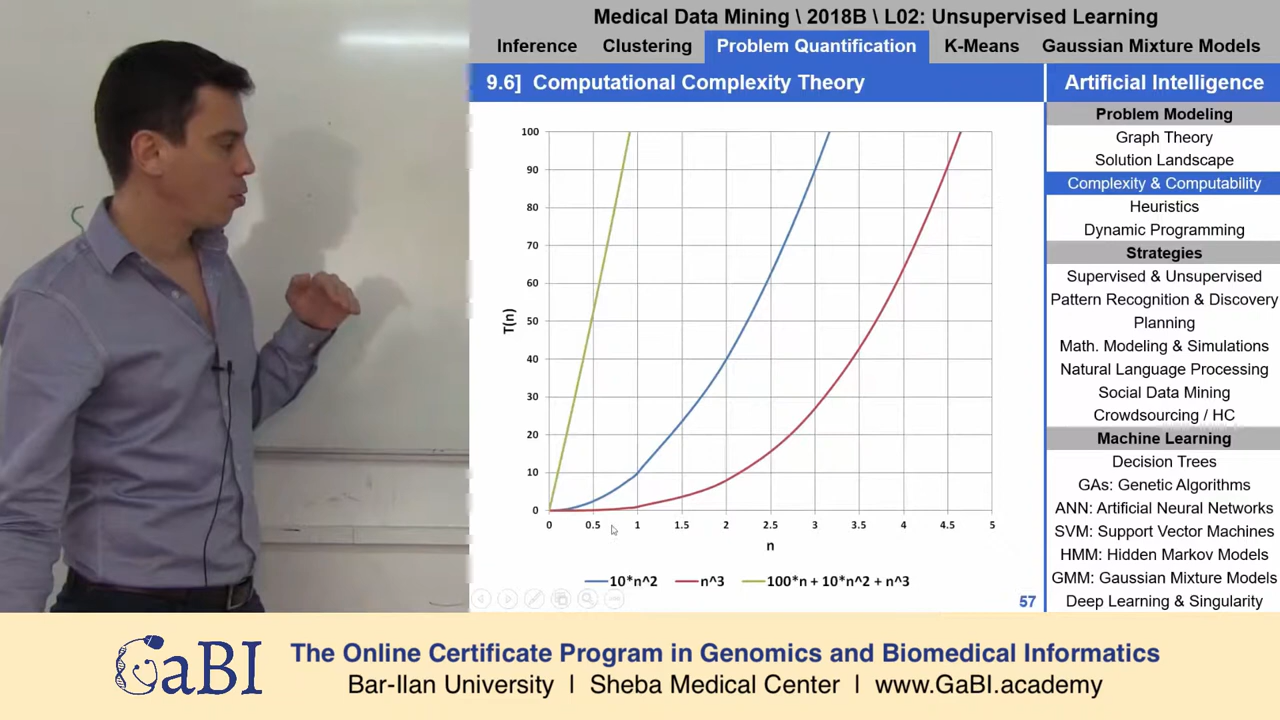 Medical Data Mining \ 2018B \ L02: Unsupervised Learning
Inference Clustering Problem Quantification K-Means Gaussian Mixture Models
9.6] Computational Complexity Theory
Artificial Intelligence
Problem Modeling
Graph Theory
Solution Landscape
Complexity & Computability
Heuristics
Dynamic Programming
Strategies
Supervised & Unsupervised
Pattern Recognition & Discovery
Planning
Math. Modeling & Simulations
Natural Language Processing
Social Data Mining
Crowdsourcing / HC
Machine Learning
Decision Trees
GAs: Genetic Algorithms
ANN: Artificial Neural Networks
SVM: Support Vector Machines
HMM: Hidden Markov Models
GMM: Gaussian Mixture Models
Deep Learning & Singularity
100
90
80
70
60
50
40
30
20
10
0
T(n)
0 0.5 1 1.5 2 2.5 3 3.5 4 4.5 5
n
10*n^2 n^3 100*n + 10*n^2 + n^3
57
GaBI
The Online Certificate Program in Genomics and Biomedical Informatics
Bar-Ilan University | Sheba Medical Center | www.GaBI.academy